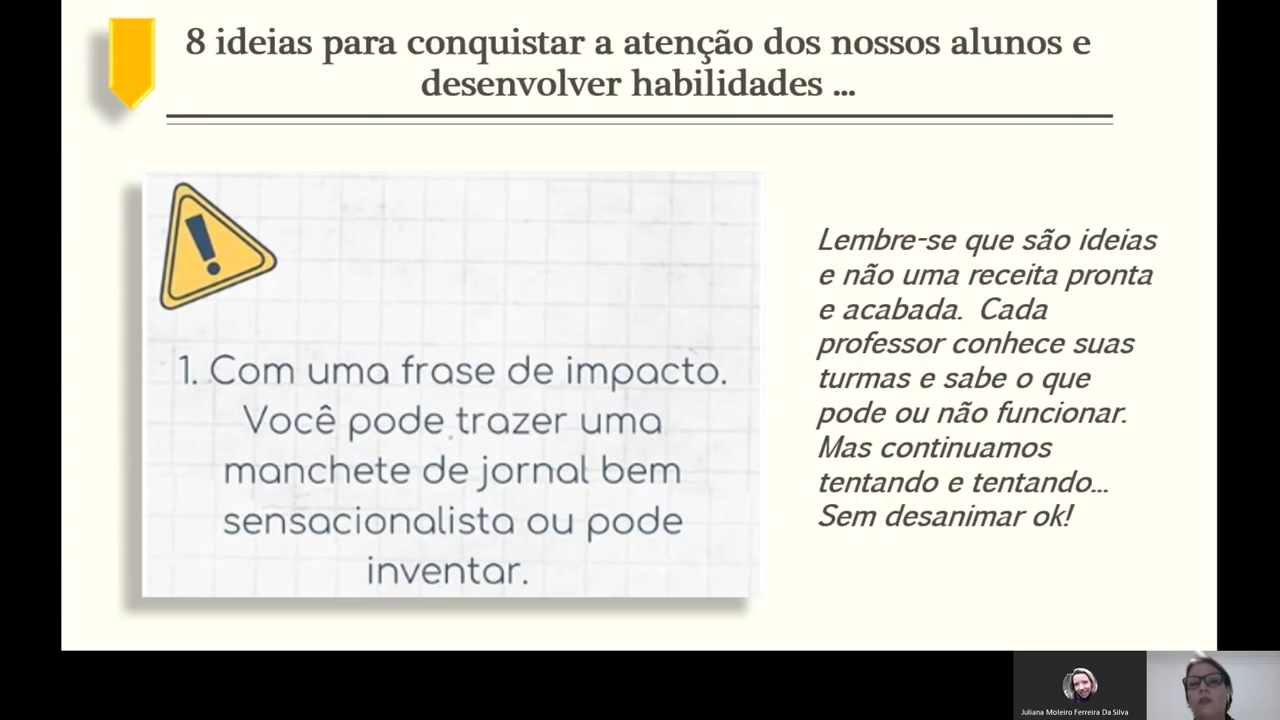 8 ideias para conquistar a atenção dos nossos alunos e
desenvolver habilidades ...
1. Com uma frase de impacto.
Você pode trazer uma
manchete de jornal bem
sensacionalista ou pode
inventar.
Lembre-se que são ideias
e não uma receita pronta
e acabada.  Cada
professor conhece suas
turmas e sabe o que
pode ou não funcionar.
Mas continuamos
tentando e tentando...
Sem desanimar ok!
Juliana Moleiro Ferreira Da Silva